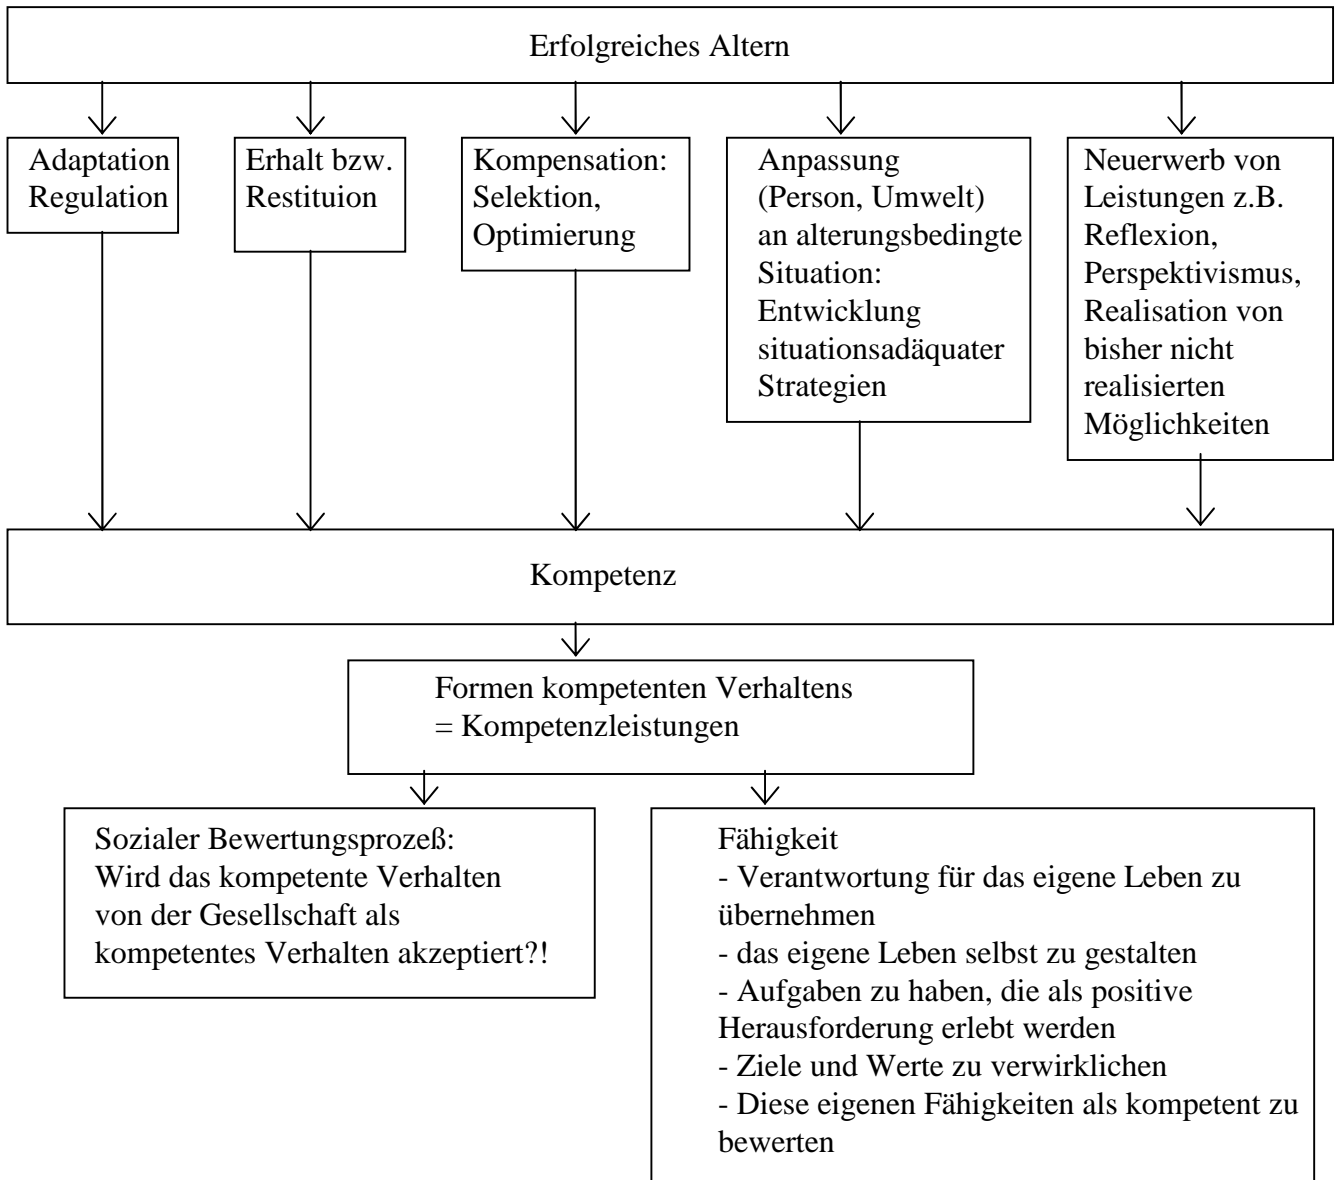 Erfolgreiches Altern
Adaptation
Regulation
Erhalt bzw.
Restituion
Kompensation:
Selektion,
Optimierung
Anpassung
(Person, Umwelt)
an alterungsbedingte
Situation:
Entwicklung
situationsadäquater
Strategien
Neuerwerb von
Leistungen z.B.
Reflexion,
Perspektivismus,
Realisation von
bisher nicht
realisierten
Möglichkeiten
Kompetenz
Formen kompetenten Verhaltens
= Kompetenzleistungen
Sozialer Bewertungsprozeß:
Wird das kompetente Verhalten
von der Gesellschaft als
kompetentes Verhalten akzeptiert?!
Fähigkeit
- Verantwortung für das eigene Leben zu
übernehmen
- das eigene Leben selbst zu gestalten
- Aufgaben zu haben, die als positive
Herausforderung erlebt werden
- Ziele und Werte zu verwirklichen
- Diese eigenen Fähigkeiten als kompetent zu
bewerten